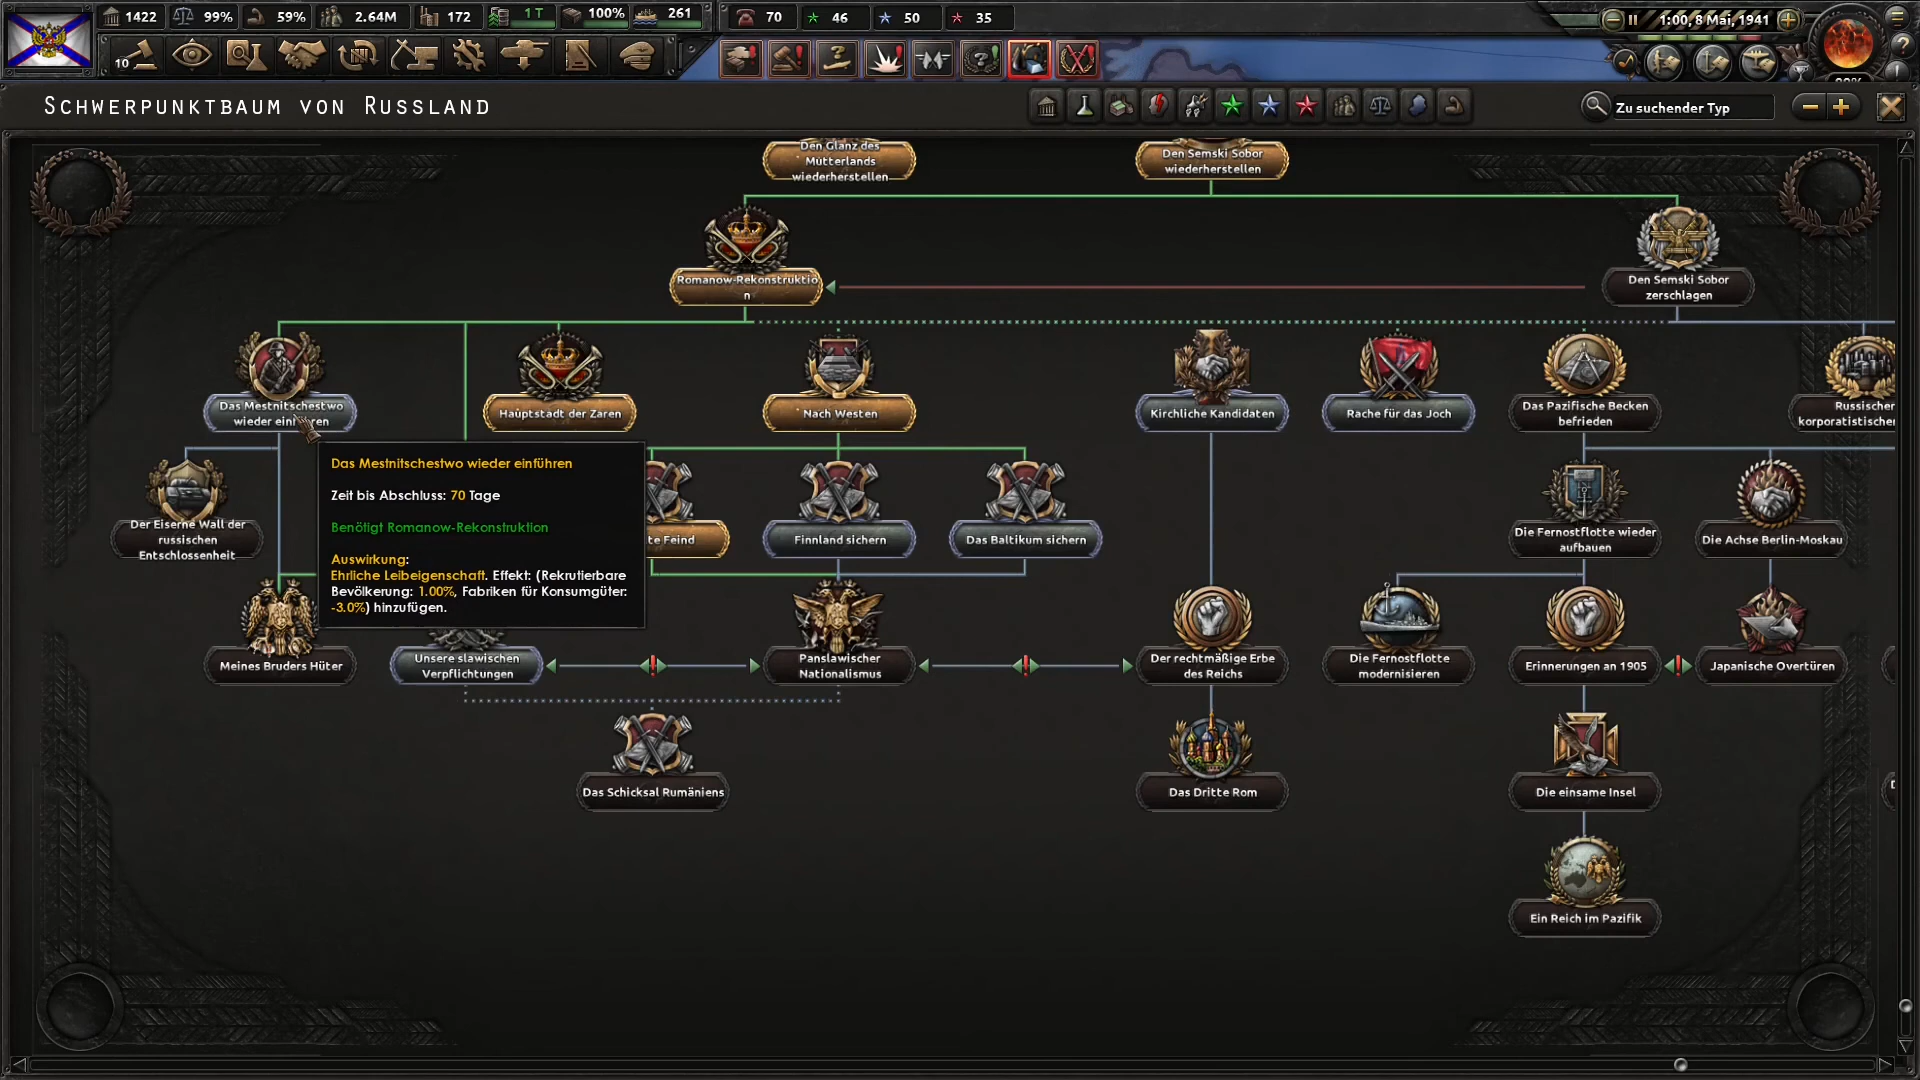 1422 99% 59% 2.64M 172 1 T 100% 261 70 46 50 35 1:00, 8 Mai, 1941
10
Schwerpunktbaum von Russland
Zu suchender Typ
Den Glanz des
Mutterlands
wiederherstellen
Den Semski Sobor
wiederherstellen
Romanow-Rekonstruktio
n
Den Semski Sobor
zerschlagen
Das Mestnitschestwo
wieder einführen
Hauptstadt der Zaren
Nach Westen
Kirchliche Kandidaten
Rache für das Joch
Das Pazifische Becken
befrieden
Russischer
korporatistischer
Das Mestnitschestwo wieder einführen
Zeit bis Abschluss: 70 Tage
Benötigt Romanow-Rekonstruktion
Auswirkung:
Ehrliche Leibeigenschaft. Effekt: (Rekrutierbare
Bevölkerung: 1.00%, Fabriken für Konsumgüter:
-3.0%) hinzufügen.
Der Eiserne Wall der
russischen
Entschlossenheit
te Feind
Finnland sichern
Das Baltikum sichern
Die Fernostflotte wieder
aufbauen
Die Achse Berlin-Moskau
Meines Bruders Hüter
Unsere slawischen
Verpflichtungen
Panslawischer
Nationalismus
Der rechtmäßige Erbe
des Reichs
Die Fernostflotte
modernisieren
Erinnerungen an 1905
Japanische Overtüren
Das Schicksal Rumäniens
Das Dritte Rom
Die einsame Insel
Ein Reich im Pazifik